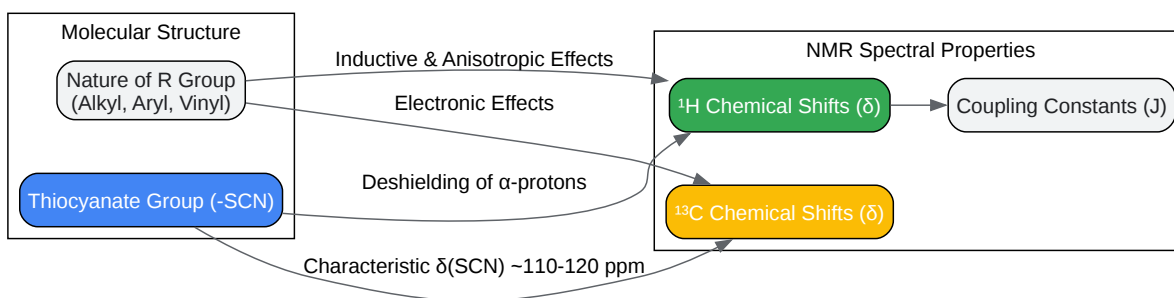 Molecular Structure
Nature of R Group
(Alkyl, Aryl, Vinyl)
Thiocyanate Group (-SCN)
Inductive & Anisotropic Effects
Electronic Effects
Deshielding of α-protons
Characteristic δ(SCN) ~110-120 ppm
NMR Spectral Properties
¹H Chemical Shifts (δ)
Coupling Constants (J)
¹³C Chemical Shifts (δ)